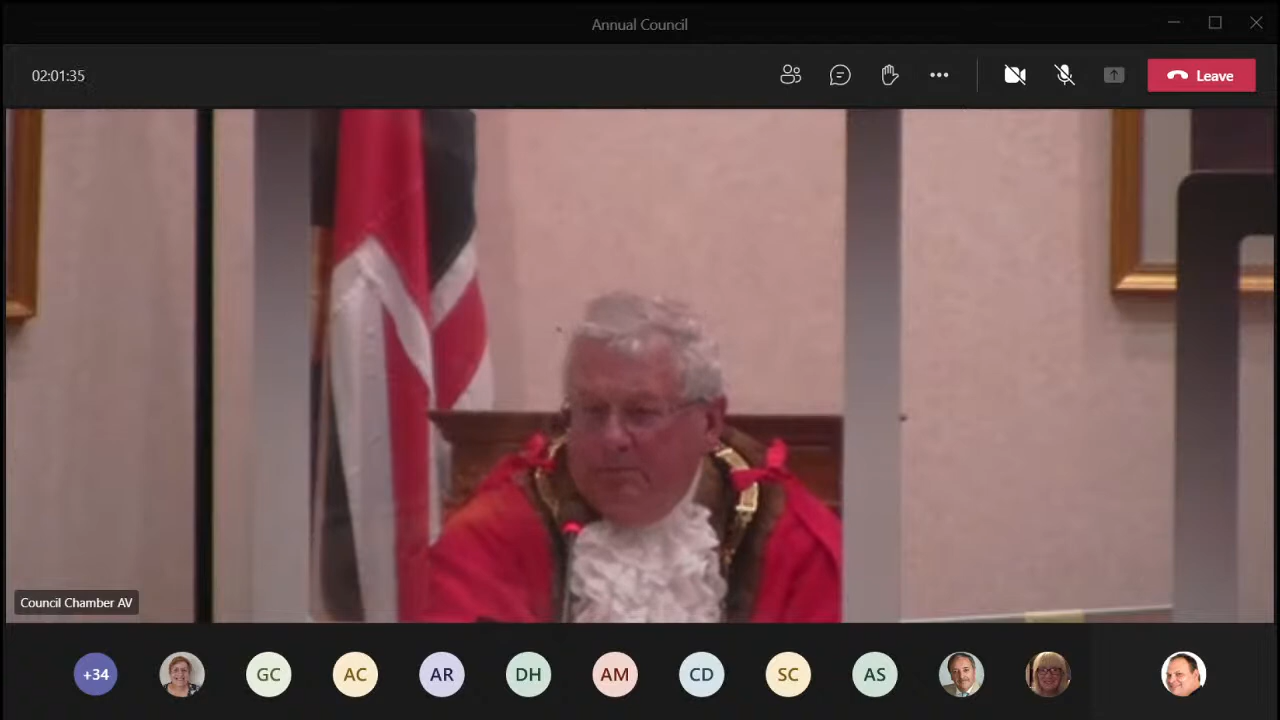 Annual Council
02:01:35
Leave
Council Chamber AV
+34
GC
AC
AR
DH
AM
CD
SC
AS